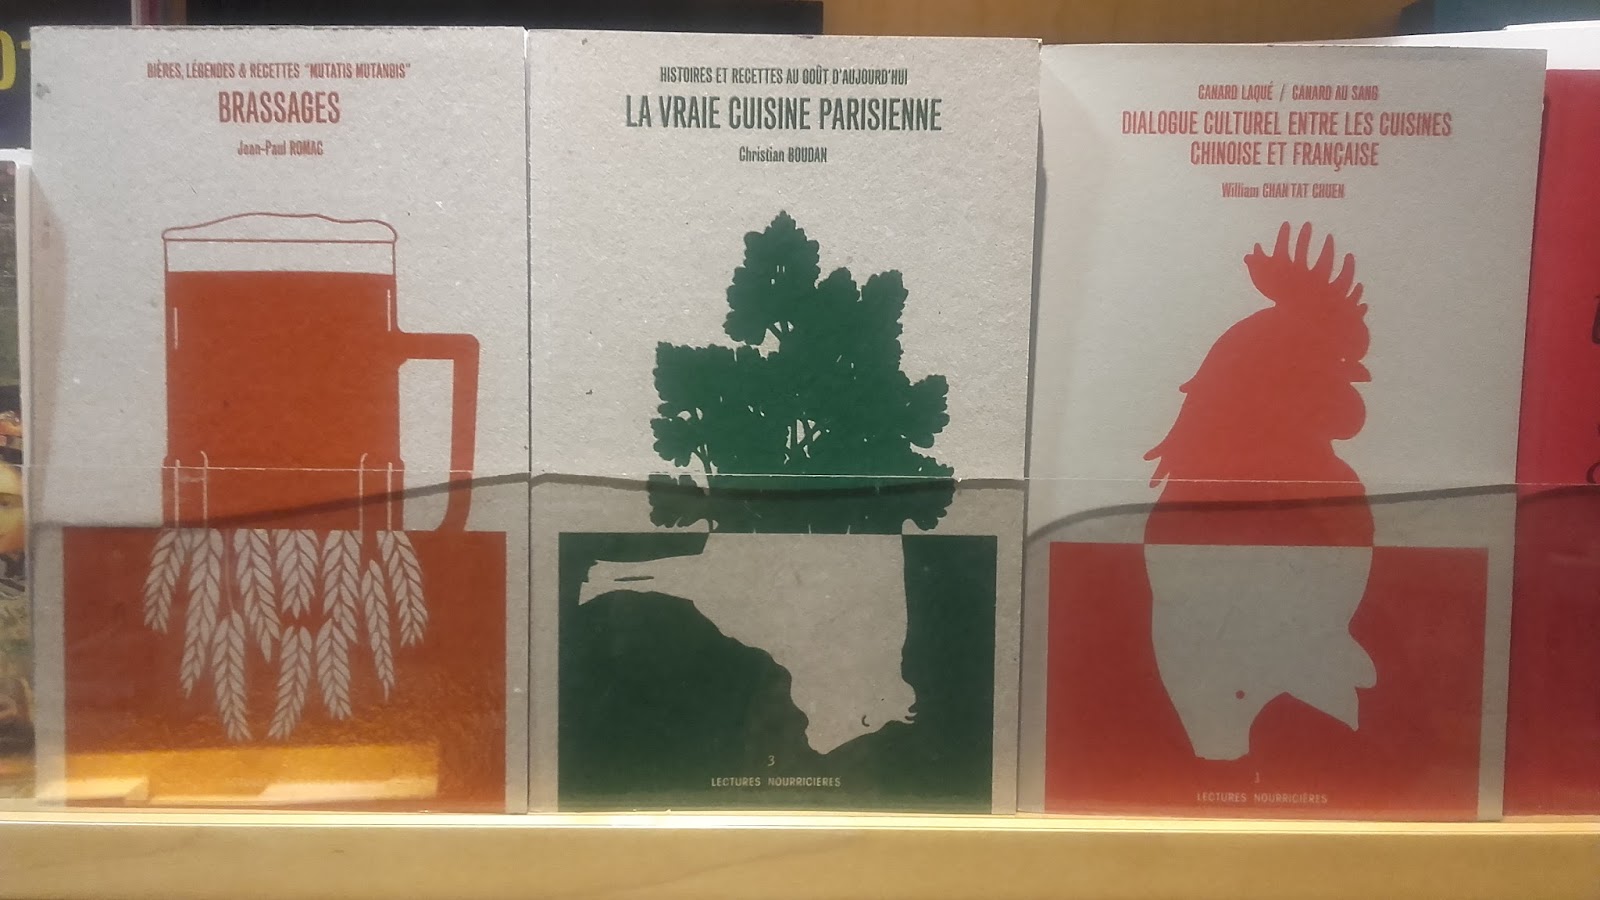 BIÈRES, LÉGENDES & RECETTES "MUTATIS MUTANDIS"
BRASSAGES
Jean-Paul ROMAC
HISTOIRES ET RECETTES AU GOÛT D'AUJOURD'HUI
LA VRAIE CUISINE PARISIENNE
Christian BOUDAN
3
LECTURES NOURRICIÈRES
CANARD LAQUÉ / CANARD AU SANG
DIALOGUE CULTUREL ENTRE LES CUISINES
CHINOISE ET FRANÇAISE
William CHAN TAT CHUEN
1
LECTURES NOURRICIÈRES